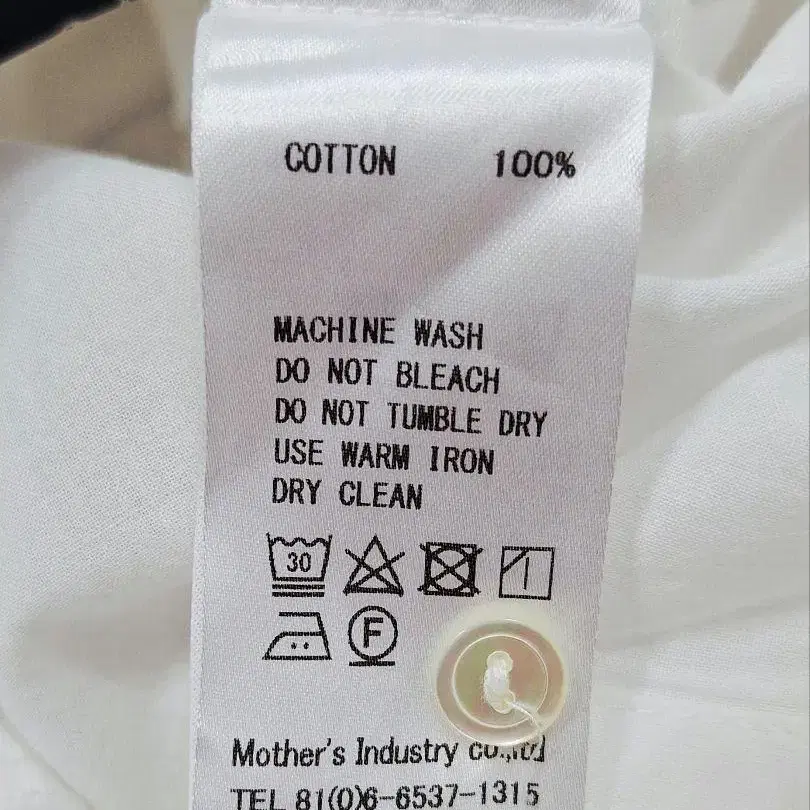 COTTON 100%
MACHINE WASH
DO NOT BLEACH
DO NOT TUMBLE DRY
USE WARM IRON
DRY CLEAN
30
F
Mother's Industry co.,ltd
TEL 81(0)6-6537-1315